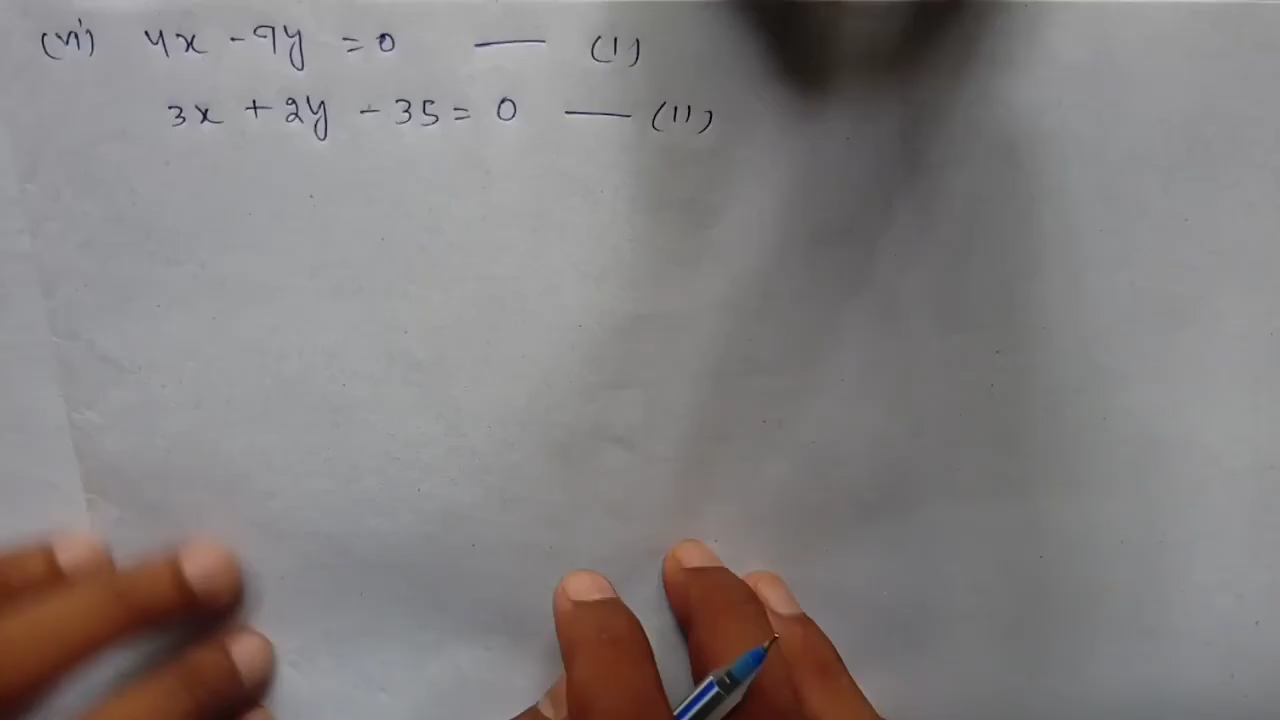 (vi) 4x - 9y = 0 — (I)
3x + 2y - 35 = 0 — (II)